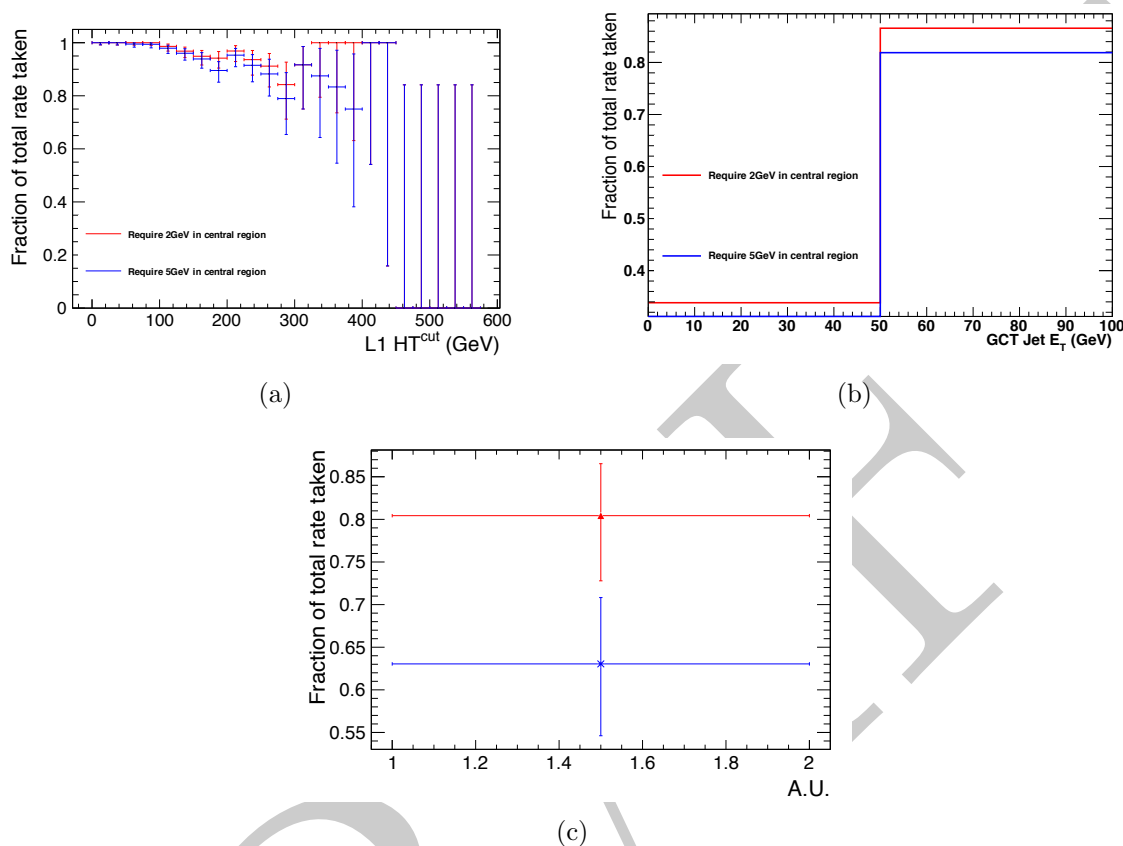 Fraction of total rate taken
1
0.8
0.6
0.4
0.2
0
Require 2GeV in central region
Require 5GeV in central region
0 100 200 300 400 500 600
L1 HT^cut (GeV)
(a)
Fraction of total rate taken
0.8
0.7
0.6
0.5
0.4
Require 2GeV in central region
Require 5GeV in central region
0 10 20 30 40 50 60 70 80 90 100
GCT Jet E_T (GeV)
(b)
Fraction of total rate taken
0.85
0.8
0.75
0.7
0.65
0.6
0.55
1 1.2 1.4 1.6 1.8 2
A.U.
(c)